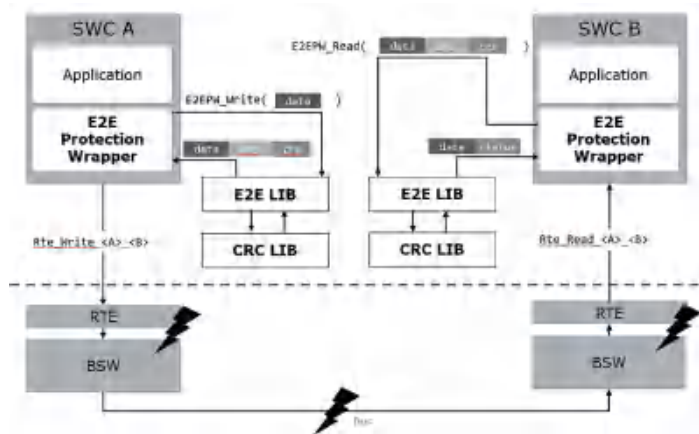 SWC A
Application
E2E
Protection
Wrapper
E2EPW_Write( data )
data crc
E2E LIB
CRC LIB
Rte_Write_<A>_<B>
RTE
BSW
SWC B
Application
E2E
Protection
Wrapper
E2EPW_Read( data crc )
data status
E2E LIB
CRC LIB
Rte_Read_<A>_<B>
RTE
BSW